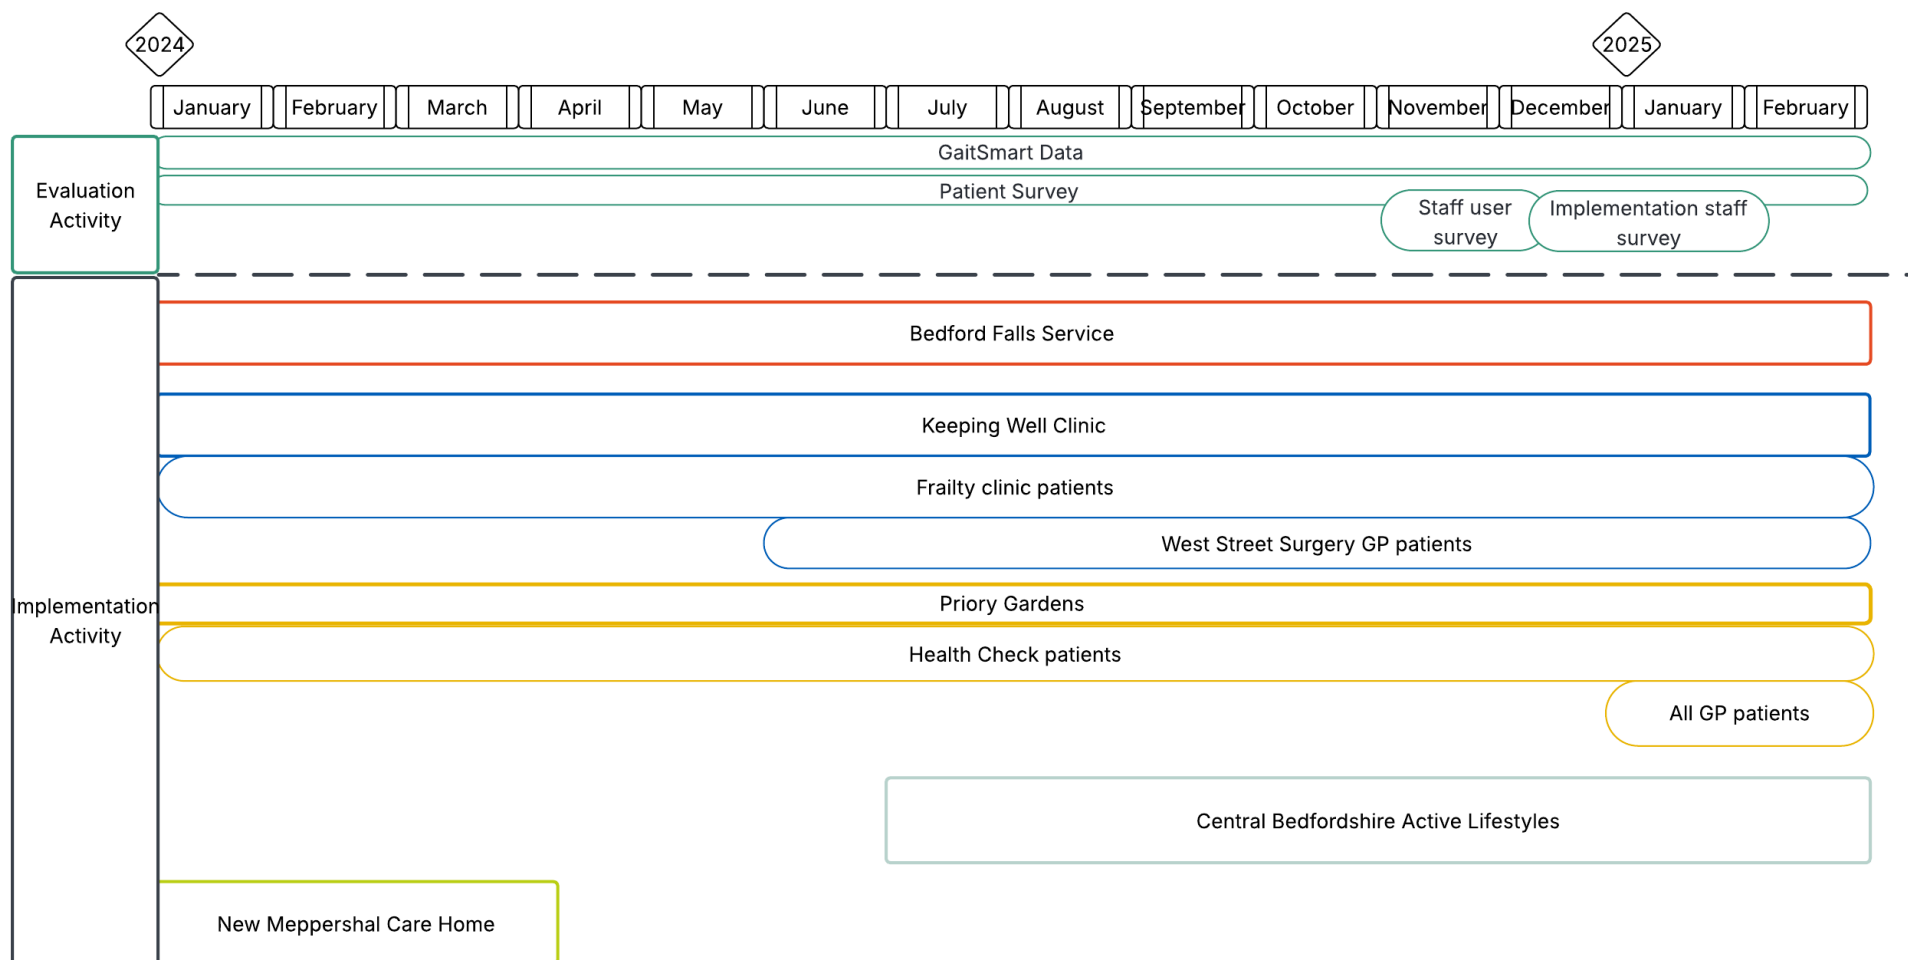 2024
2025
January
February
March
April
May
June
July
August
September
October
November
December
January
February
Evaluation
Activity
GaitSmart Data
Patient Survey
Staff user
survey
Implementation staff
survey
Implementation
Activity
Bedford Falls Service
Keeping Well Clinic
Frailty clinic patients
West Street Surgery GP patients
Priory Gardens
Health Check patients
All GP patients
Central Bedfordshire Active Lifestyles
New Meppershal Care Home